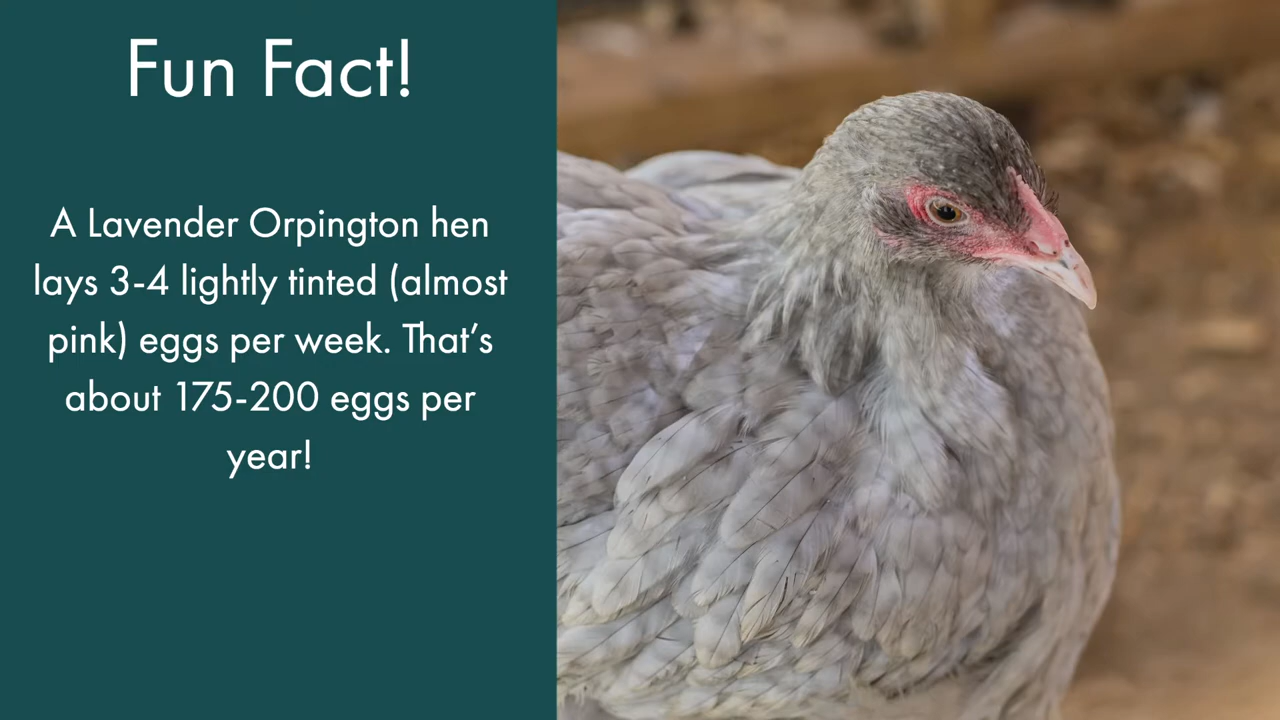 Fun Fact!
A Lavender Orpington hen
lays 3-4 lightly tinted (almost
pink) eggs per week. That's
about 175-200 eggs per
year!